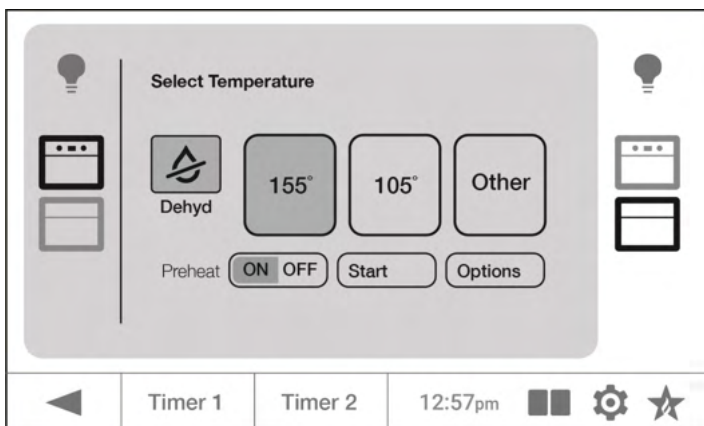 Select Temperature
155° 105° Other
Dehyd
Preheat ON OFF Start Options
Timer 1 Timer 2 12:57pm